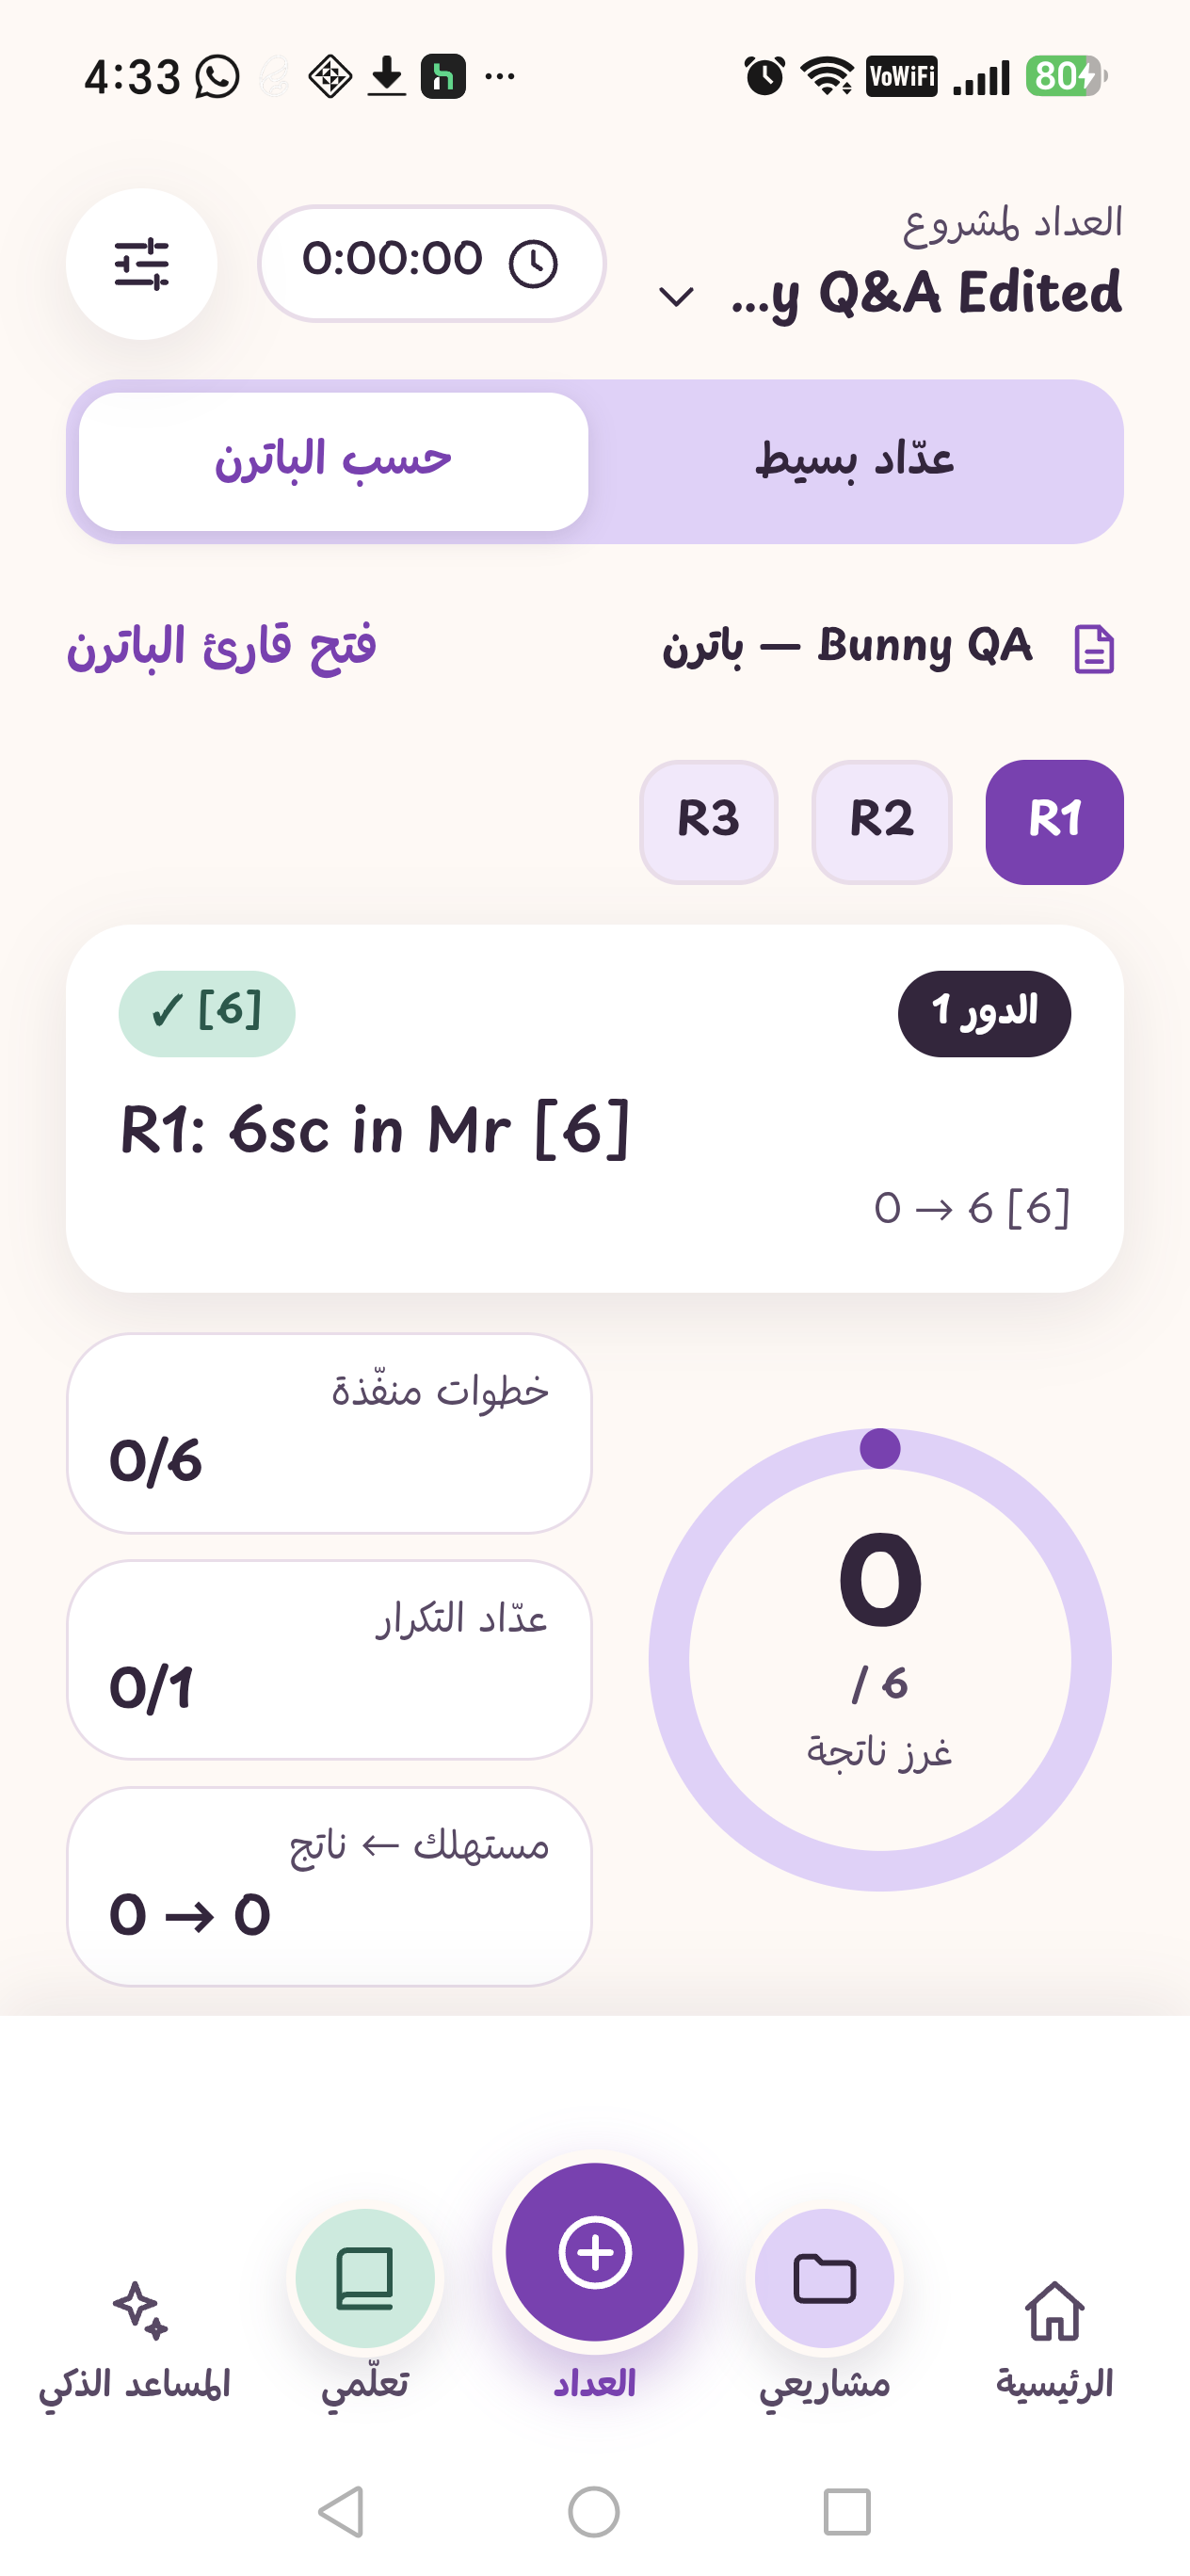 4:33
VoWiFi
80
العداد لمشروع
...y Q&A Edited
0:00:00
عدّاد بسيط
حسب الباترن
Bunny QA — باترن
فتح قارئ الباترن
R1
R2
R3
الدور 1
[6] ✓
R1: 6sc in Mr [6]
0 → 6 [6]
خطوات منفّذة
0/6
عدّاد التكرار
0/1
مستهلك ← ناتج
0 → 0
0
/ 6
غرز ناتجة
الرئيسية
مشاريعي
العداد
تعلّمي
المساعد الذكي